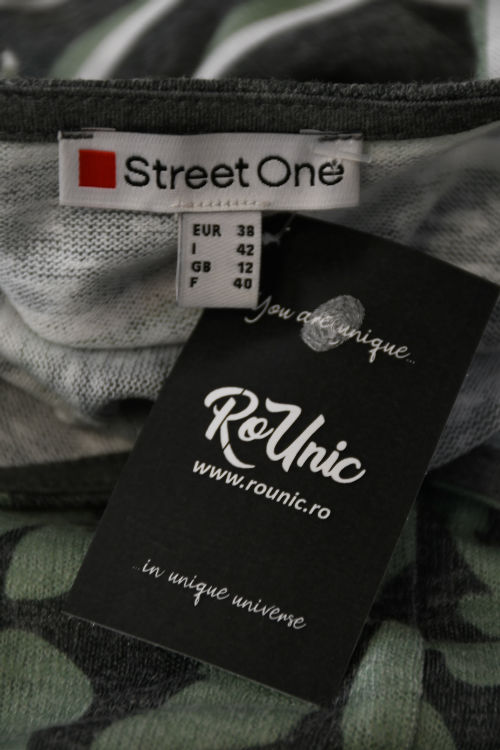 Street One
EUR 38
I 42
GB 12
F 40
You are unique...
RoUnic
www.rounic.ro
...in unique universe